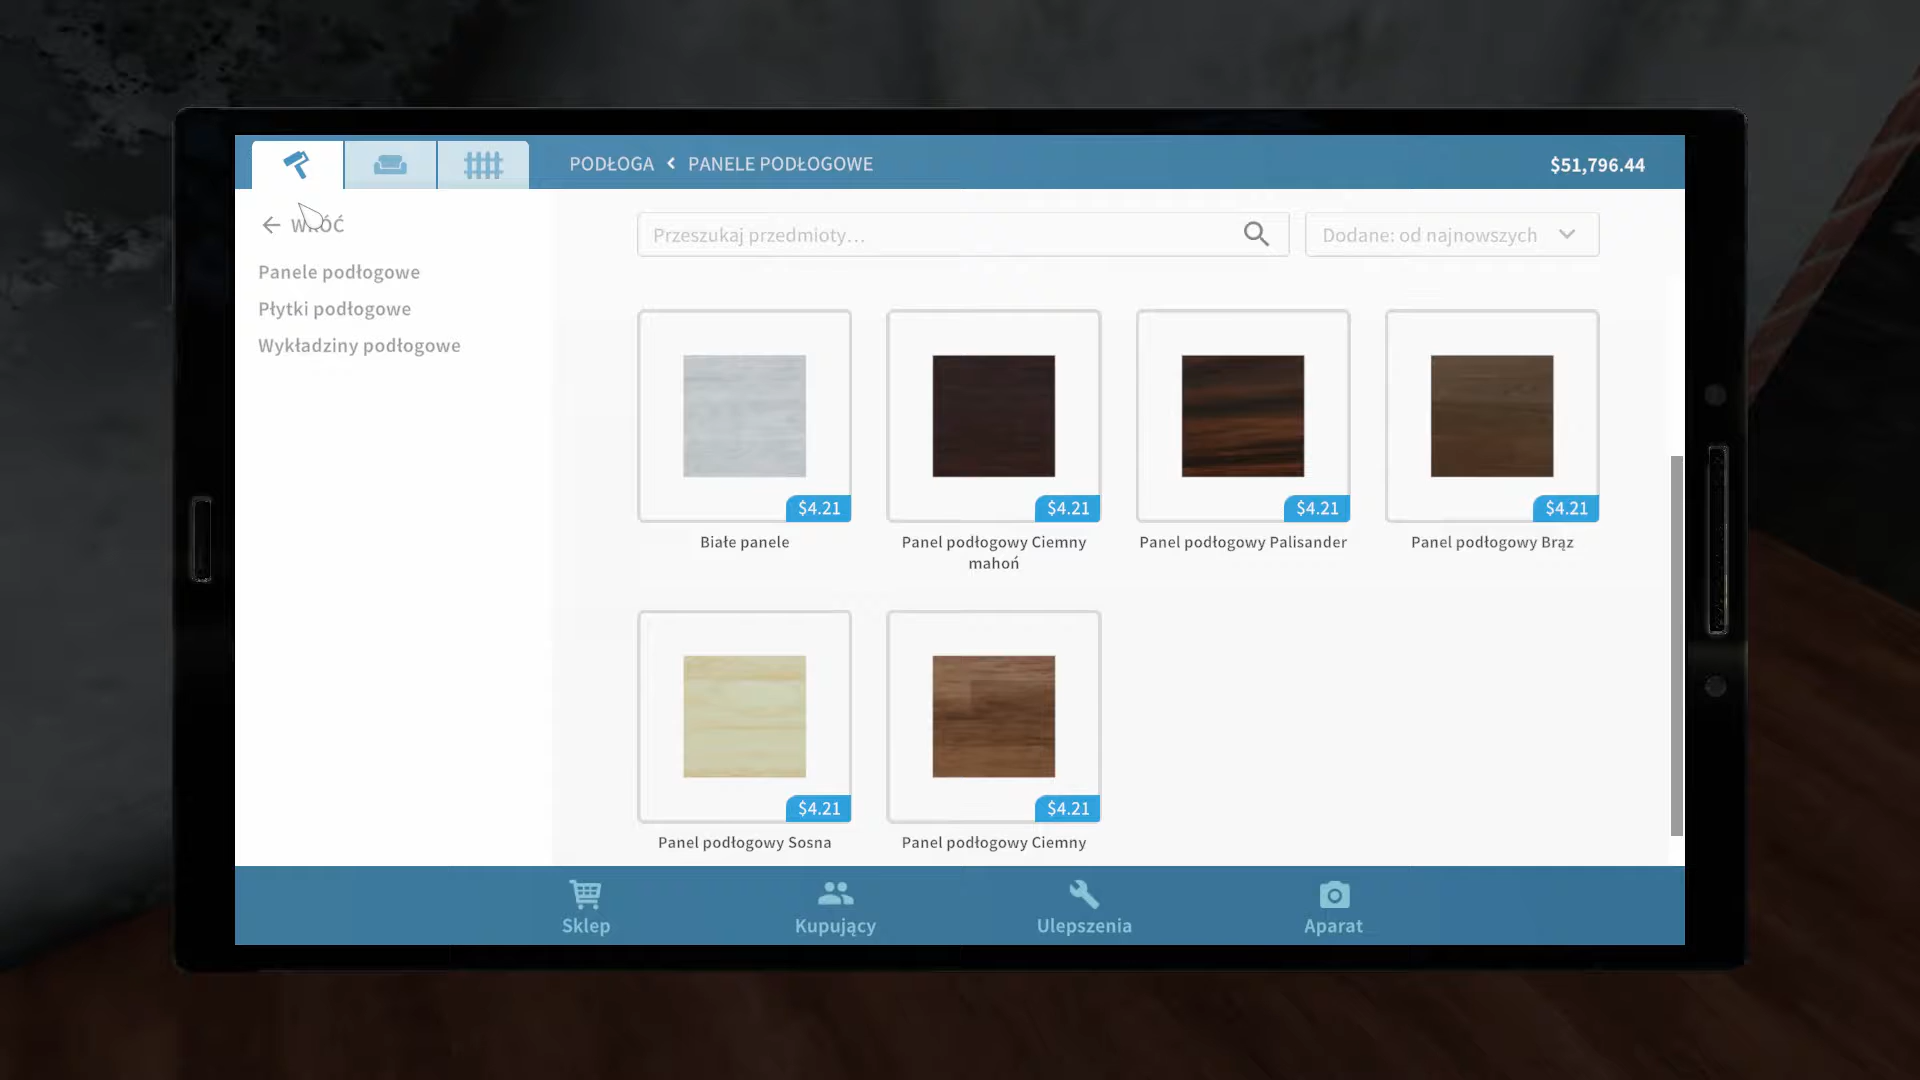 PODŁOGA < PANELE PODŁOGOWE
$51,796.44
WRÓĆ
Panele podłogowe
Płytki podłogowe
Wykładziny podłogowe
Przeszukaj przedmioty...
Dodane: od najnowszych
$4.21
$4.21
$4.21
$4.21
Białe panele
Panel podłogowy Ciemny
mahoń
Panel podłogowy Palisander
Panel podłogowy Brąz
$4.21
$4.21
Panel podłogowy Sosna
Panel podłogowy Ciemny
Sklep
Kupujący
Ulepszenia
Aparat